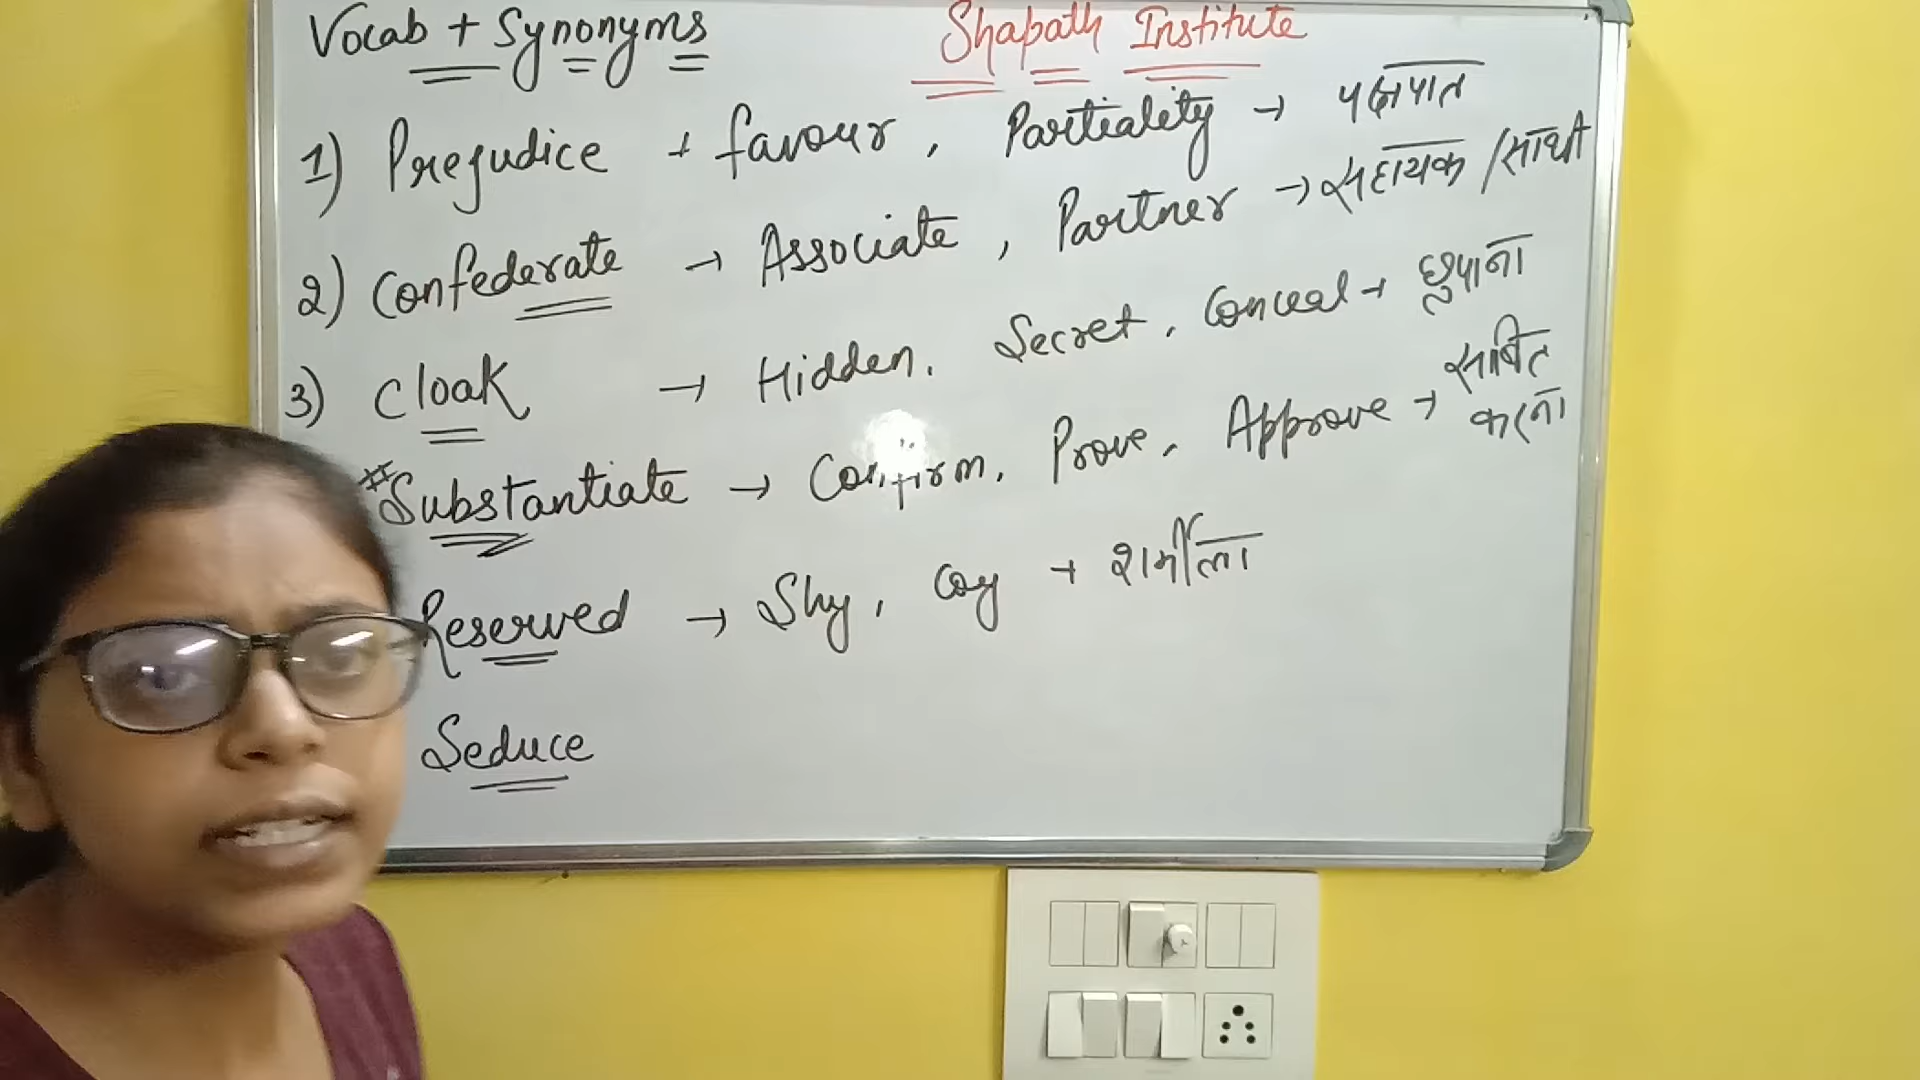 Vocab + Synonyms Shapath Institute
1) Prejudice → favour, Partiality → पक्षपात
2) Confederate → Associate, Partner → सहायक / साथी
3) Cloak → Hidden, Secret, Conceal → छुपाना
# Substantiate → Confirm, Prove, Approve → साबित करना
Reserved → Shy, Coy → शर्मीला
Seduce